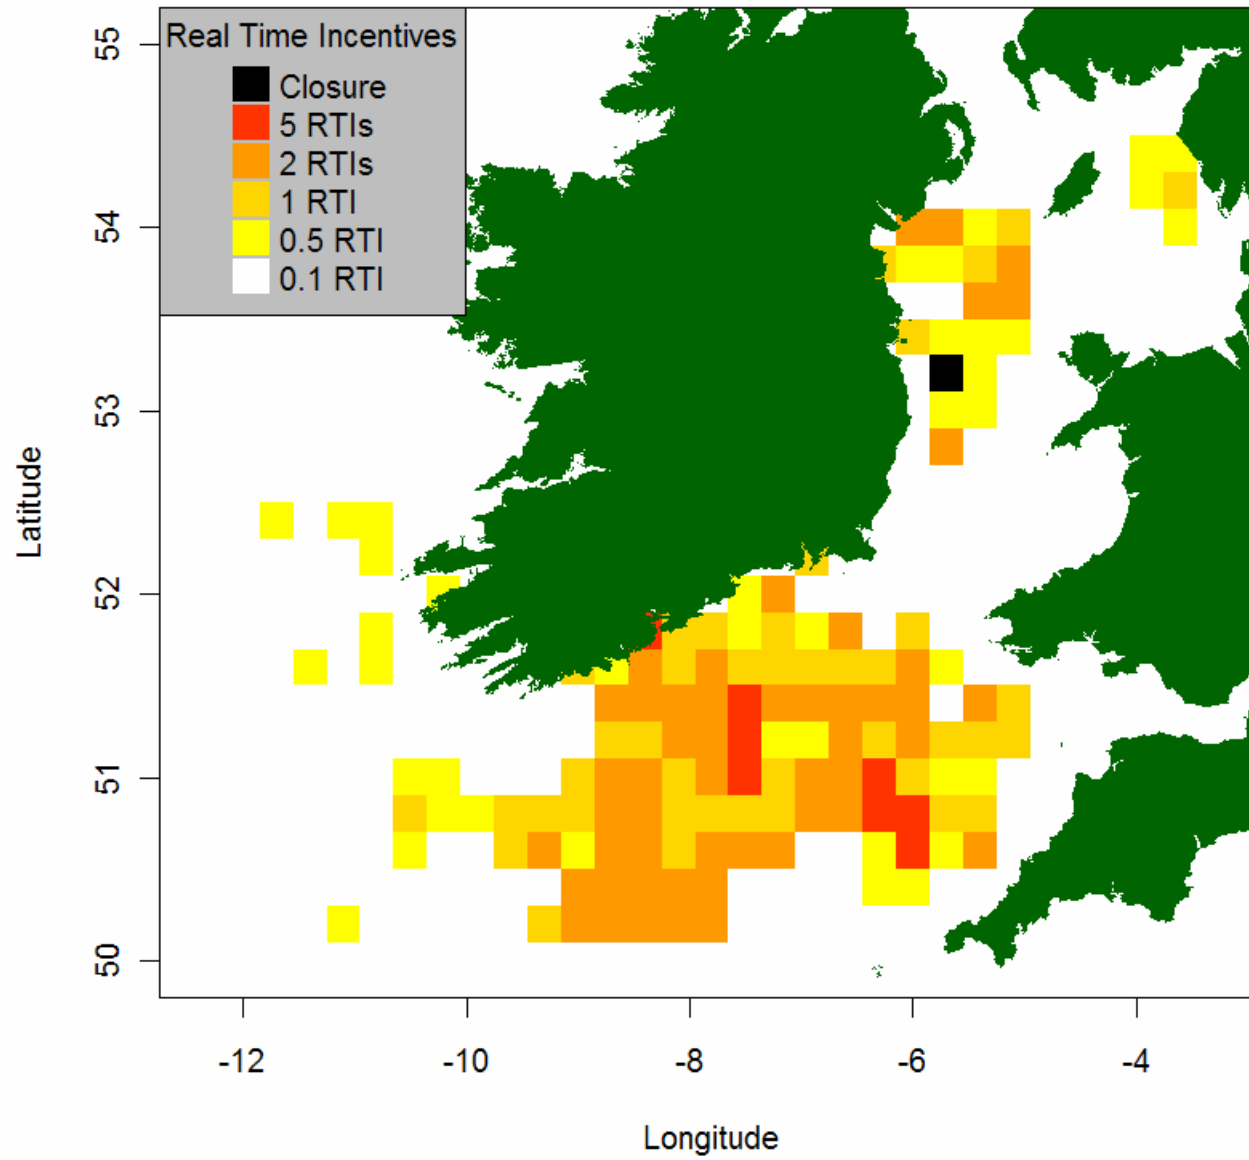 Real Time Incentives
Closure
5 RTIs
2 RTIs
1 RTI
0.5 RTI
0.1 RTI
55
54
53
52
51
50
Latitude
-12
-10
-8
-6
-4
Longitude